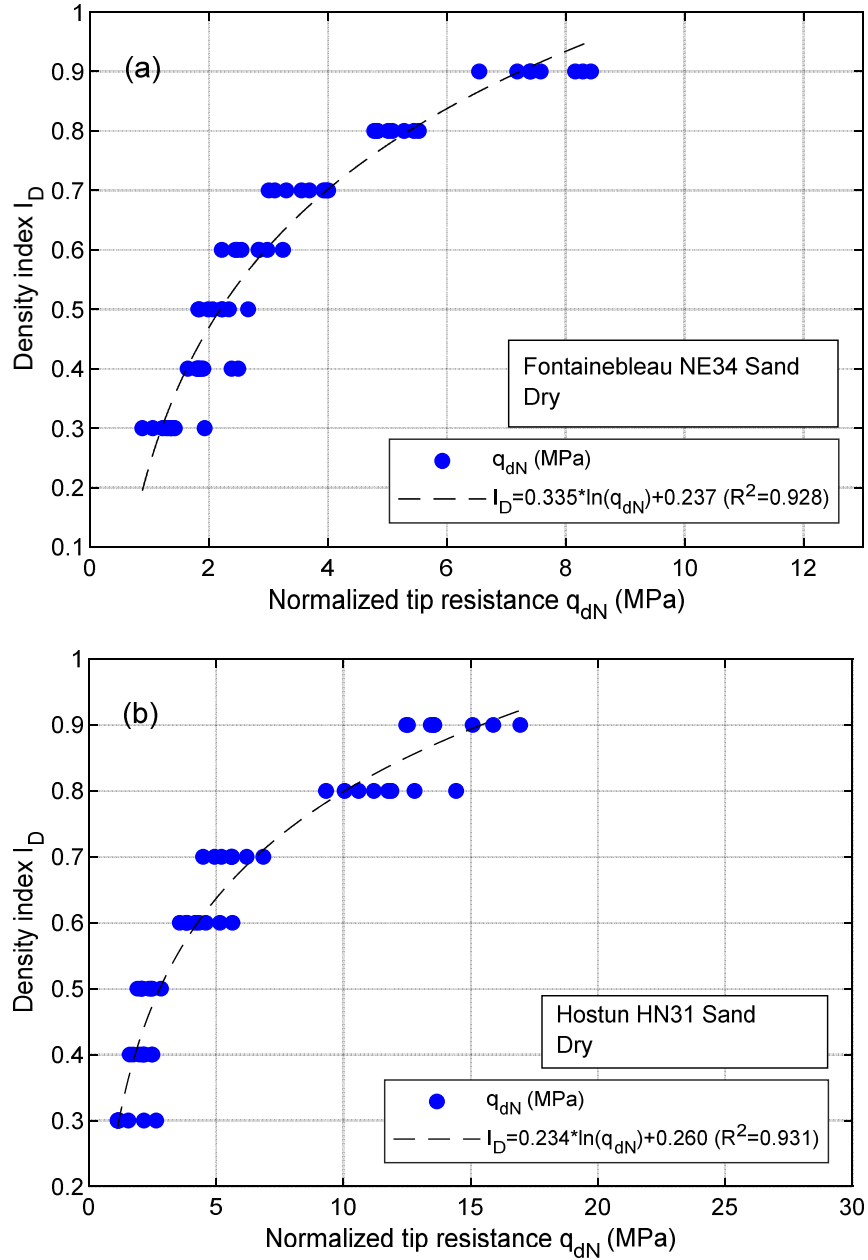 1
0.9
0.8
0.7
0.6
0.5
0.4
0.3
0.2
0.1
Density index I_D
(a)
Fontainebleau NE34 Sand
Dry
q_dN (MPa)
I_D=0.335*ln(q_dN)+0.237 (R²=0.928)
0 2 4 6 8 10 12
Normalized tip resistance q_dN (MPa)
1
0.9
0.8
0.7
0.6
0.5
0.4
0.3
0.2
Density index I_D
(b)
Hostun HN31 Sand
Dry
q_dN (MPa)
I_D=0.234*ln(q_dN)+0.260 (R²=0.931)
0 5 10 15 20 25 30
Normalized tip resistance q_dN (MPa)